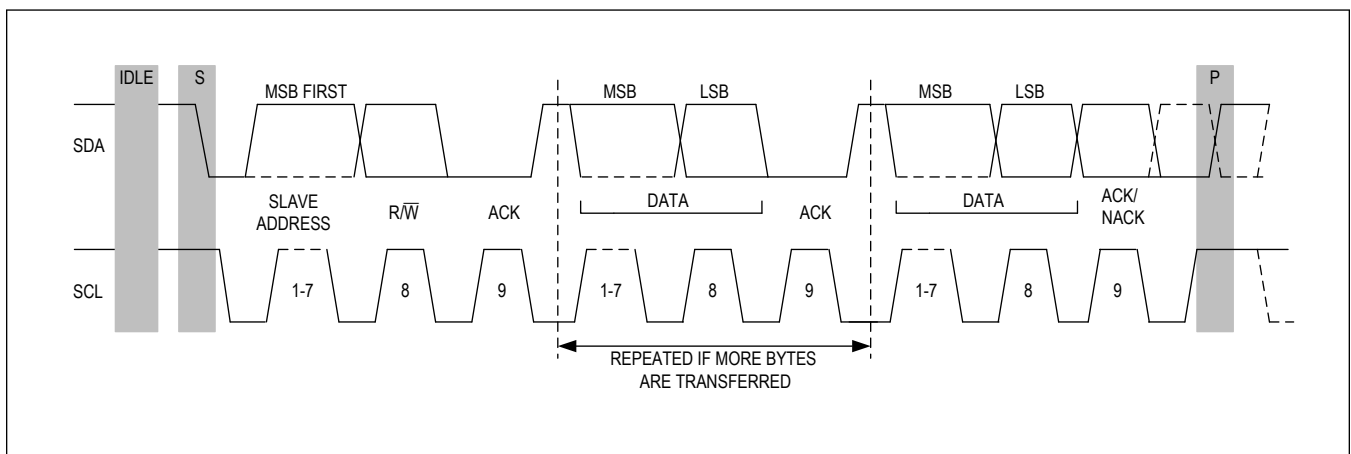 IDLE S P
MSB FIRST MSB LSB MSB LSB
SDA
SLAVE ADDRESS R/W̅ ACK DATA ACK DATA ACK/NACK
SCL 1-7 8 9 1-7 8 9 1-7 8 9
REPEATED IF MORE BYTES
ARE TRANSFERRED